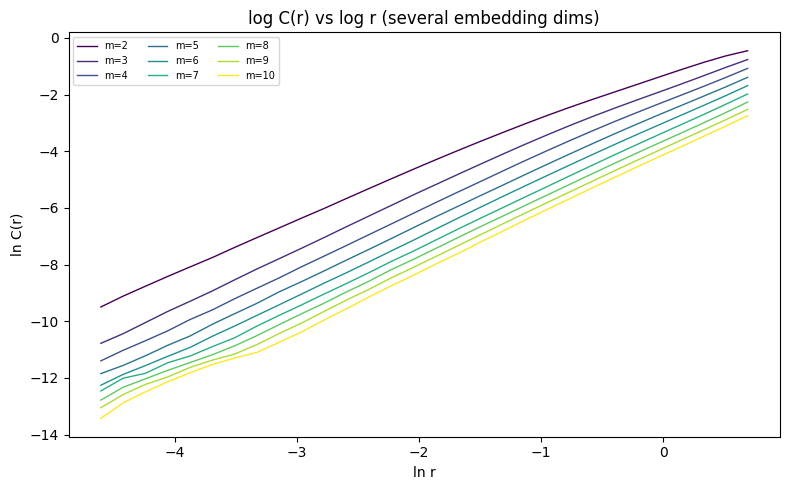 log C(r) vs log r (several embedding dims)
m=2 m=5 m=8
m=3 m=6 m=9
m=4 m=7 m=10
0
−2
−4
−6
−8
−10
−12
−14
ln C(r)
−4 −3 −2 −1 0
ln r